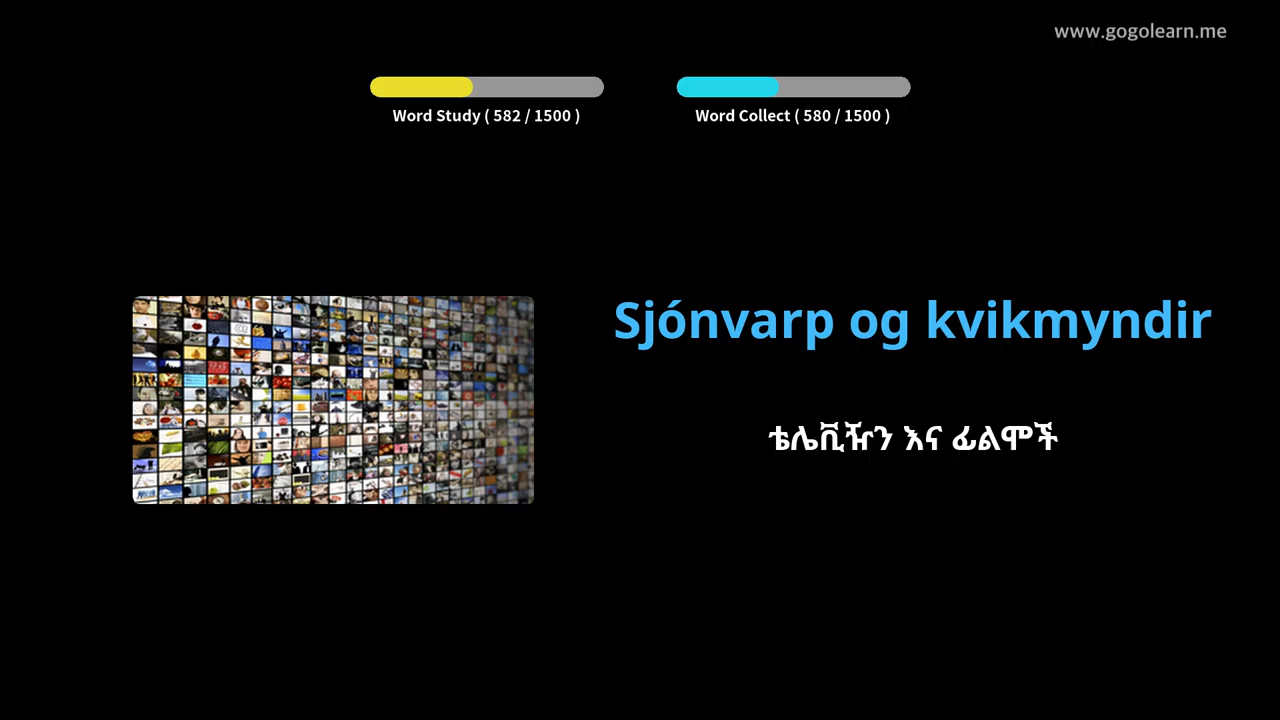 www.gogolearn.me
Word Study ( 582 / 1500 )
Word Collect ( 580 / 1500 )
Sjónvarp og kvikmyndir
ቴሌቪዥን እና ፊልሞች